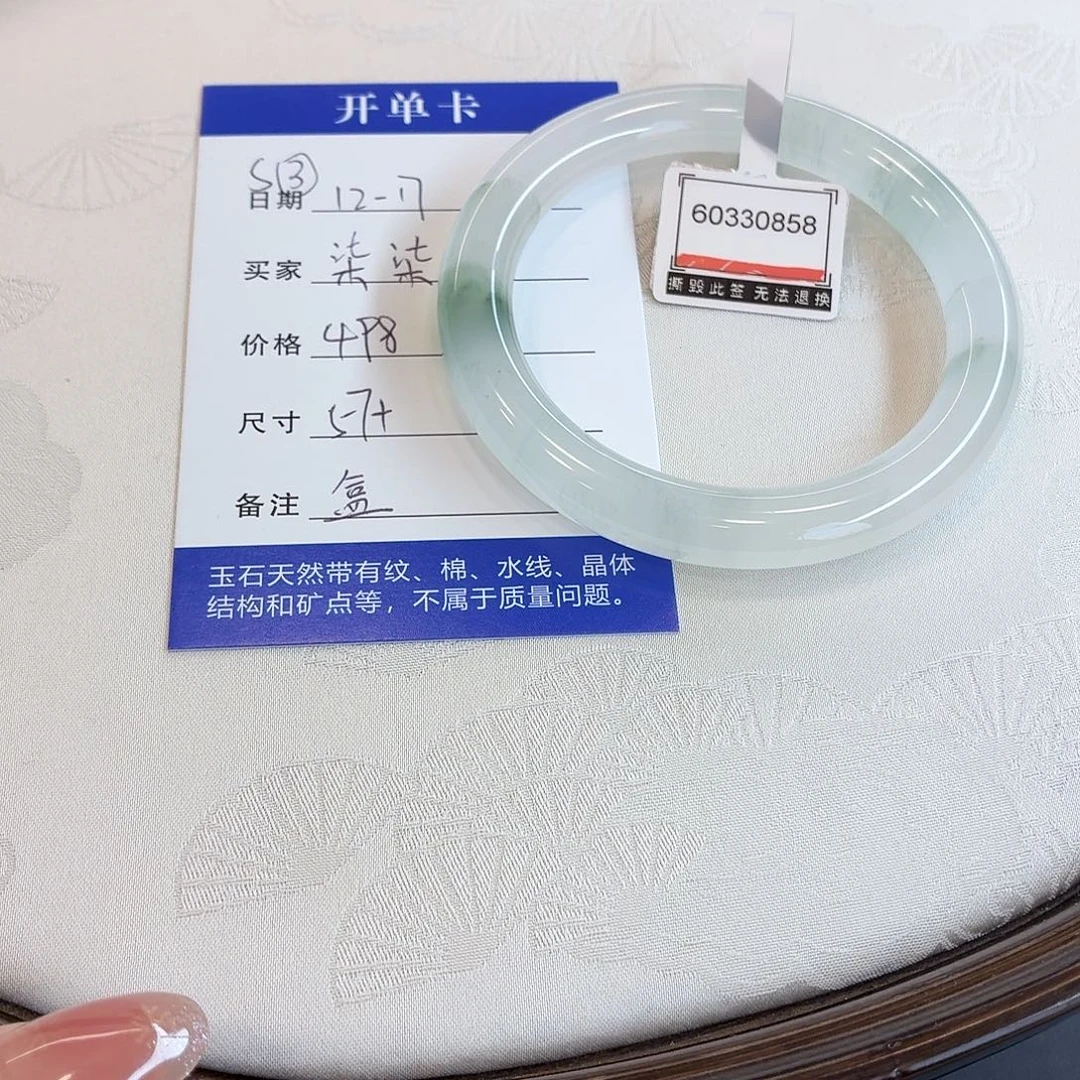 开单卡
S③
日期 12-17
买家 柒柒
价格 498
尺寸 57+
备注 盒
玉石天然带有纹、棉、水线、晶体
结构和矿点等，不属于质量问题。
60330858
撕毁此签 无法退换